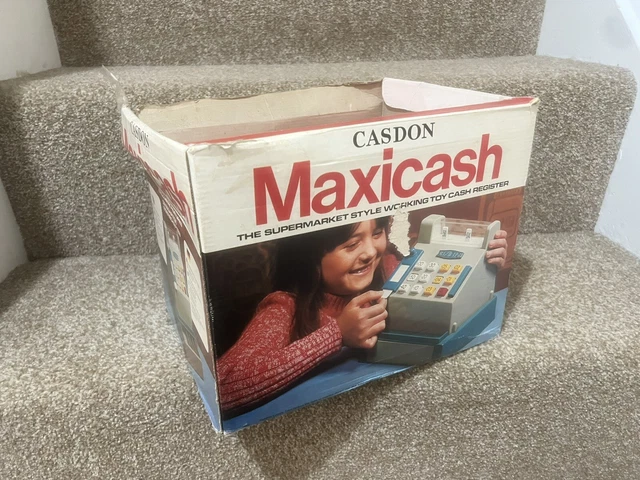 CASDON
CASDON
Maxicash
THE SUPERMARKET STYLE WORKING TOY CASH REGISTER